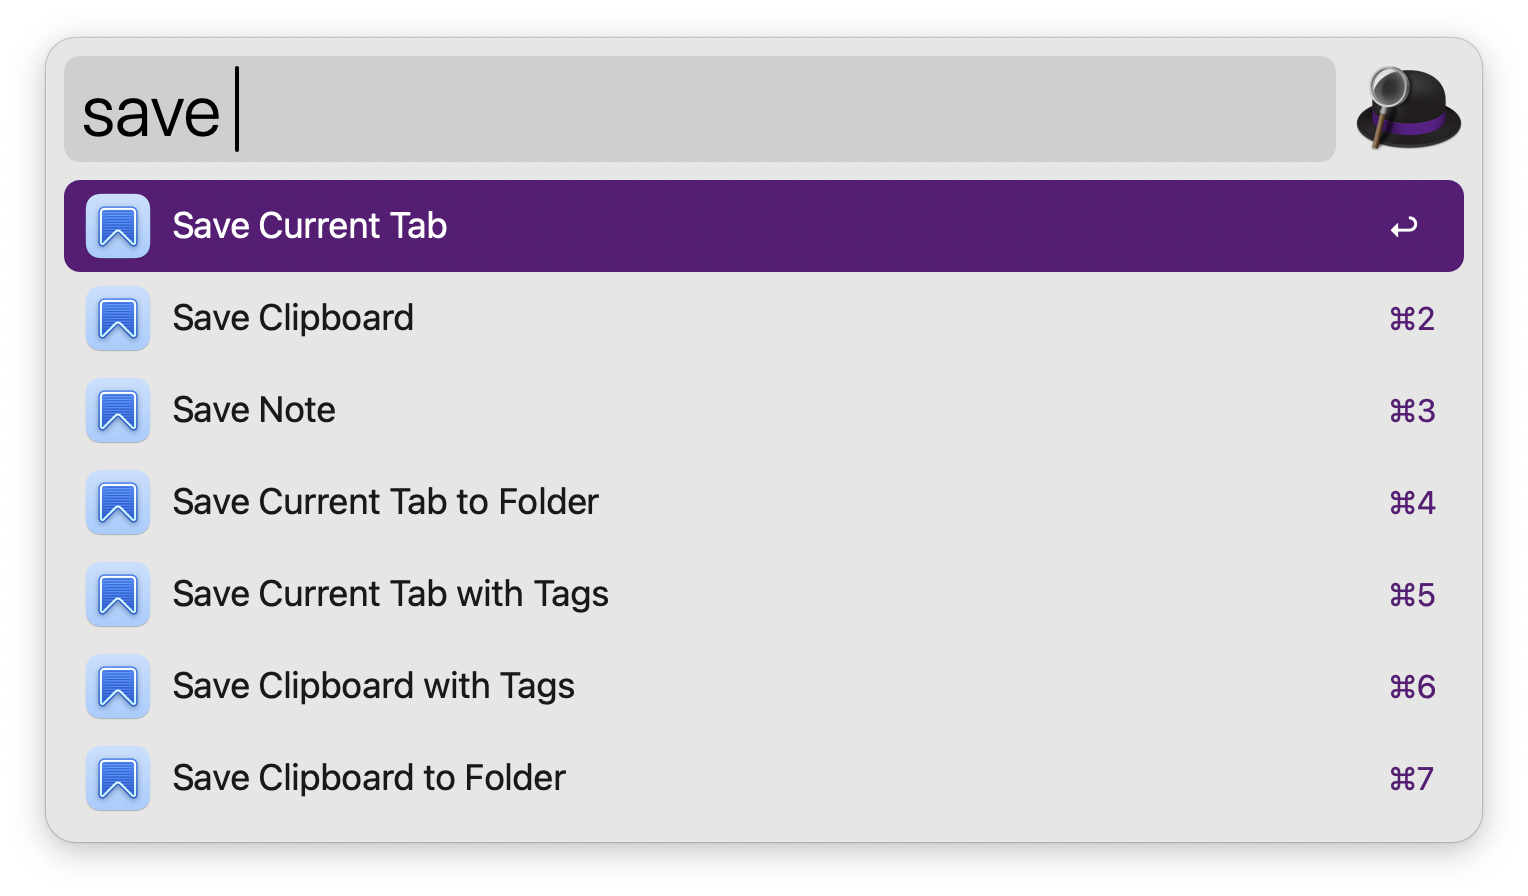 save
Save Current Tab ↩
Save Clipboard ⌘2
Save Note ⌘3
Save Current Tab to Folder ⌘4
Save Current Tab with Tags ⌘5
Save Clipboard with Tags ⌘6
Save Clipboard to Folder ⌘7